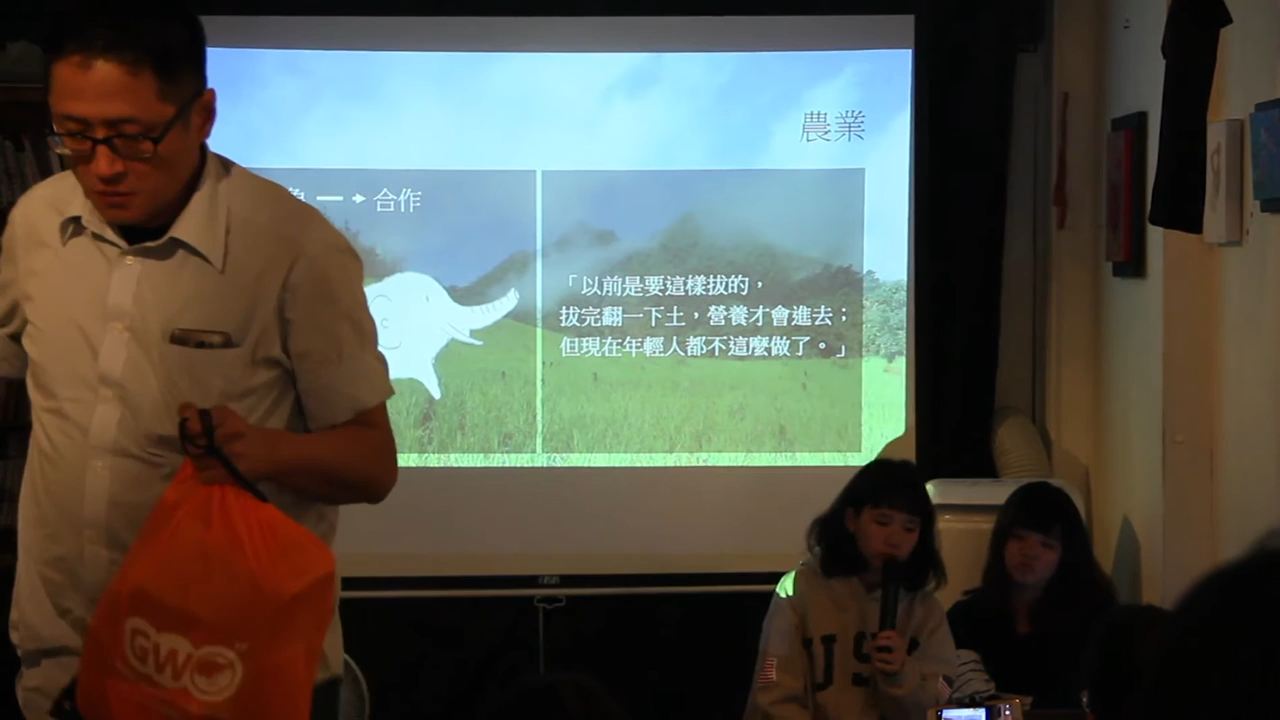 農業
合作
「以前是要這樣拔的，
拔完翻一下土，營養才會進去；
但現在年輕人都不這麼做了。」
GWO
US